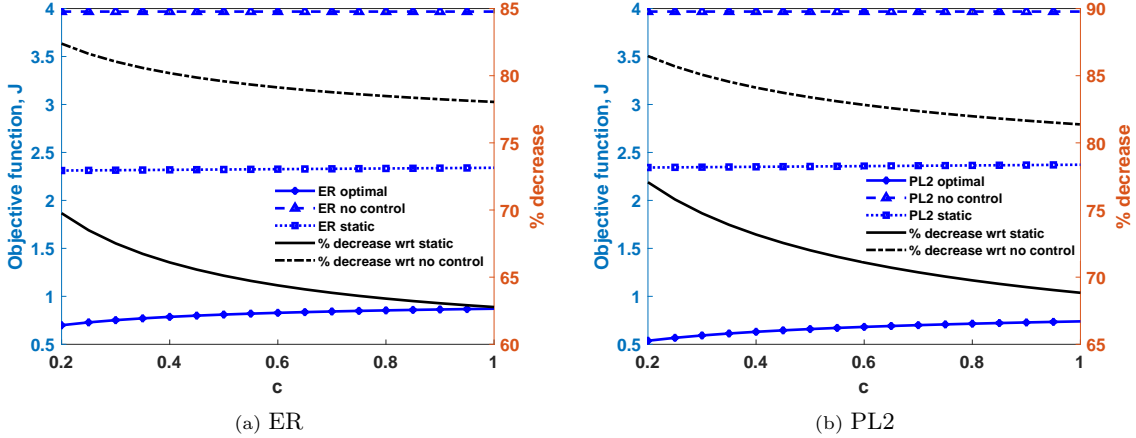 4
3.5
3
2.5
2
1.5
1
0.5
Objective function, J
85
80
75
70
65
60
% decrease
0.2
0.4
0.6
0.8
1
c
ER optimal
ER no control
ER static
% decrease wrt static
% decrease wrt no control
(a) ER
4
3.5
3
2.5
2
1.5
1
0.5
Objective function, J
90
85
80
75
70
65
% decrease
0.2
0.4
0.6
0.8
1
c
PL2 optimal
PL2 no control
PL2 static
% decrease wrt static
% decrease wrt no control
(b) PL2